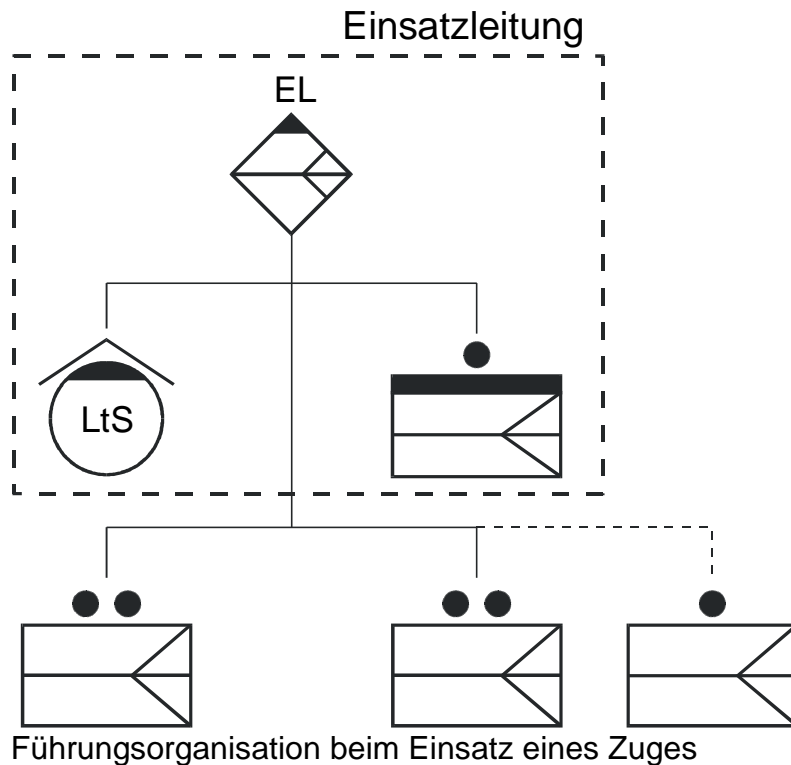 Einsatzleitung
EL
LtS
Führungsorganisation beim Einsatz eines Zuges